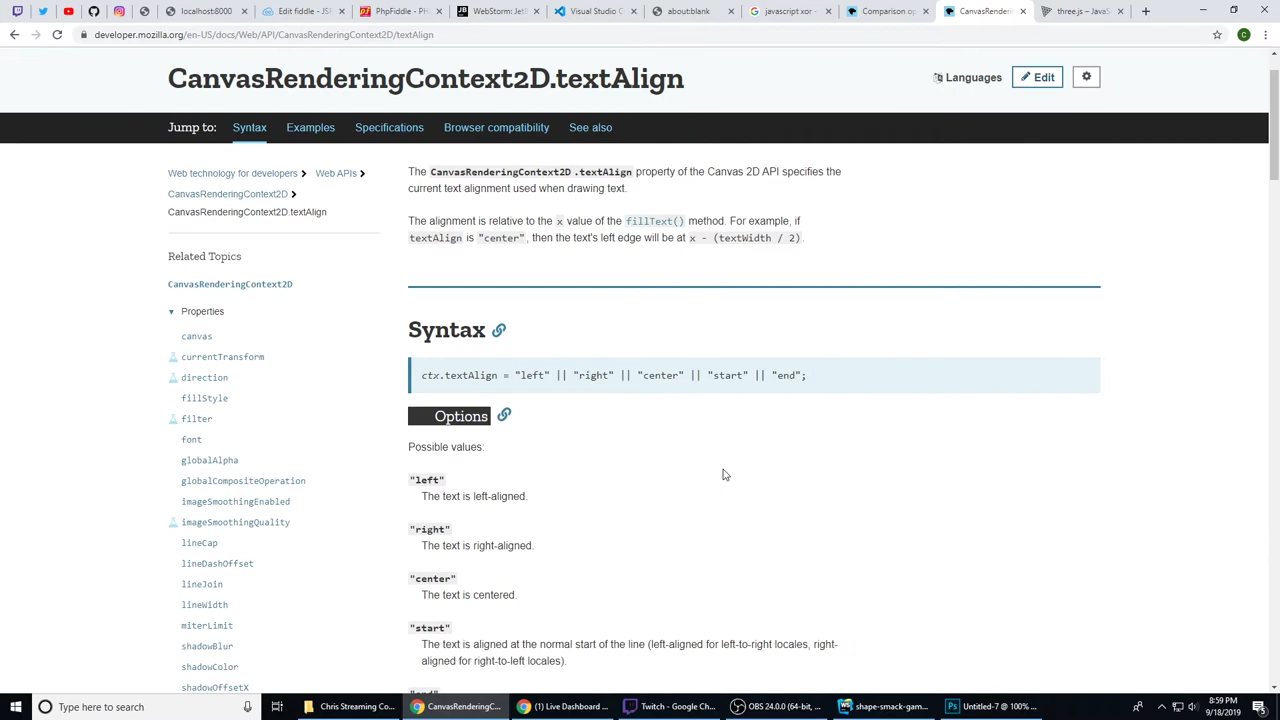 localhost:8000
Edit fiddle - JSF
PhpFiddle - PH
WebStorm: Jetl
Visual Studio C
about:blank
javascript xor -
Comparison op
CanvasRenderin
three.js – JavaS
developer.mozilla.org/en-US/docs/Web/API/CanvasRenderingContext2D/textAlign
C
CanvasRenderingContext2D.textAlign
Languages
Edit
Jump to:
Syntax
Examples
Specifications
Browser compatibility
See also
Web technology for developers
Web APIs
CanvasRenderingContext2D
CanvasRenderingContext2D.textAlign
Related Topics
CanvasRenderingContext2D
Properties
canvas
currentTransform
direction
fillStyle
filter
font
globalAlpha
globalCompositeOperation
imageSmoothingEnabled
imageSmoothingQuality
lineCap
lineDashOffset
lineJoin
lineWidth
miterLimit
shadowBlur
shadowColor
shadowOffsetX
The CanvasRenderingContext2D.textAlign property of the Canvas 2D API specifies the
current text alignment used when drawing text.
The alignment is relative to the x value of the fillText() method. For example, if
textAlign is "center", then the text's left edge will be at x - (textWidth / 2).
Syntax
ctx.textAlign = "left" || "right" || "center" || "start" || "end";
Options
Possible values:
"left"
The text is left-aligned.
"right"
The text is right-aligned.
"center"
The text is centered.
"start"
The text is aligned at the normal start of the line (left-aligned for left-to-right locales, right-
aligned for right-to-left locales).
Type here to search
Chris Streaming Co...
CanvasRenderingC...
(1) Live Dashboard ...
Twitch - Google Ch...
OBS 24.0.0 (64-bit, ...
shape-smack-gam...
Untitled-7 @ 100% ...
8:59 PM
9/18/2019